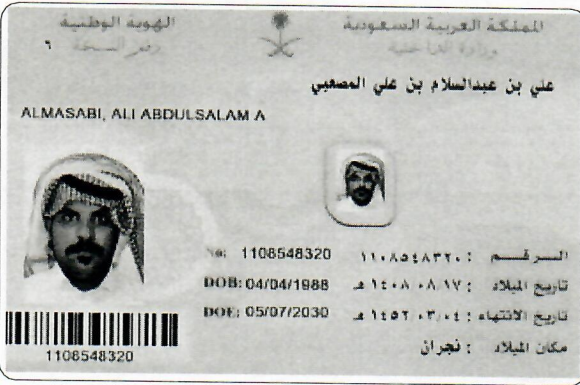 المملكة العربية السعودية
وزارة الداخلية
الهوية الوطنية
رقم النسخة
٦
علي بن عبدالسلام بن علي المصعبي
ALMASABI, ALI ABDULSALAM A
الـرقـم : ١١٠٨٥٤٨٣٢٠ No: 1108548320
تاريخ الميلاد : ١٤٠٨/٠٨/١٧ هـ DOB: 04/04/1988
تاريخ الانتهاء : ١٤٥٢/٠٣/٠٤ هـ DOE: 05/07/2030
مكان الميلاد : نجران
1108548320